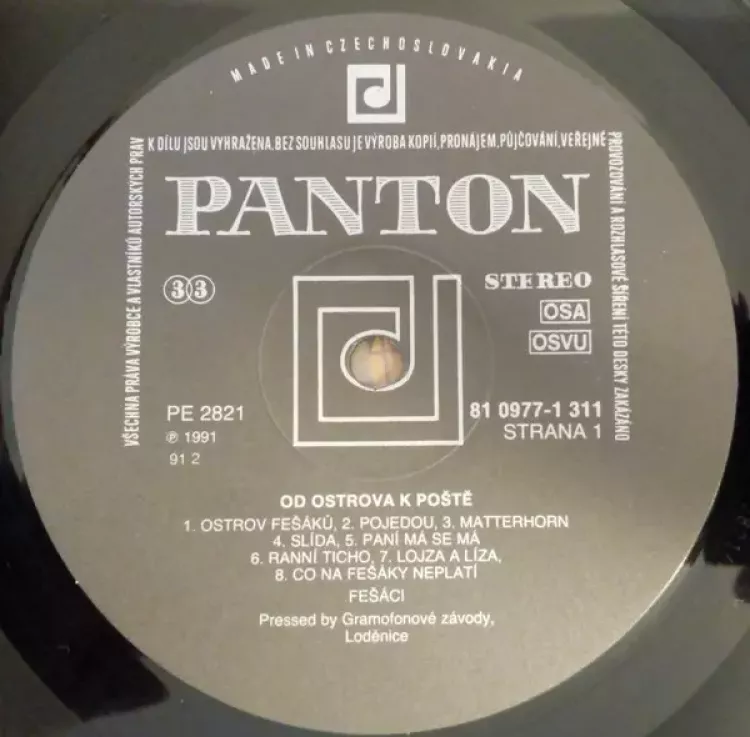 MADE IN CZECHOSLOVAKIA
VŠECHNA PRÁVA VÝROBCE A VLASTNÍKŮ AUTORSKÝCH PRÁV
K DÍLU JSOU VYHRAŽENA. BEZ SOUHLASU JE VÝROBA KOPIÍ, PRONÁJEM, PŮJČOVÁNÍ, VEŘEJNÉ
PROVOZOVÁNÍ A ROZHLASOVÉ ŠÍŘENÍ TÉTO DESKY ZAKÁZÁNO
PANTON
33
STEREO
OSA
OSVU
PE 2821
℗ 1991
91 2
81 0977-1 311
STRANA 1
OD OSTROVA K POŠTĚ
1. OSTROV FEŠÁKŮ, 2. POJEDOU, 3. MATTERHORN
4. SLÍDA, 5. PANÍ MÁ SE MÁ
6. RANNÍ TICHO, 7. LOJZA A LÍZA,
8. CO NA FEŠÁKY NEPLATÍ
FEŠÁCI
Pressed by Gramofonové závody,
Loděnice